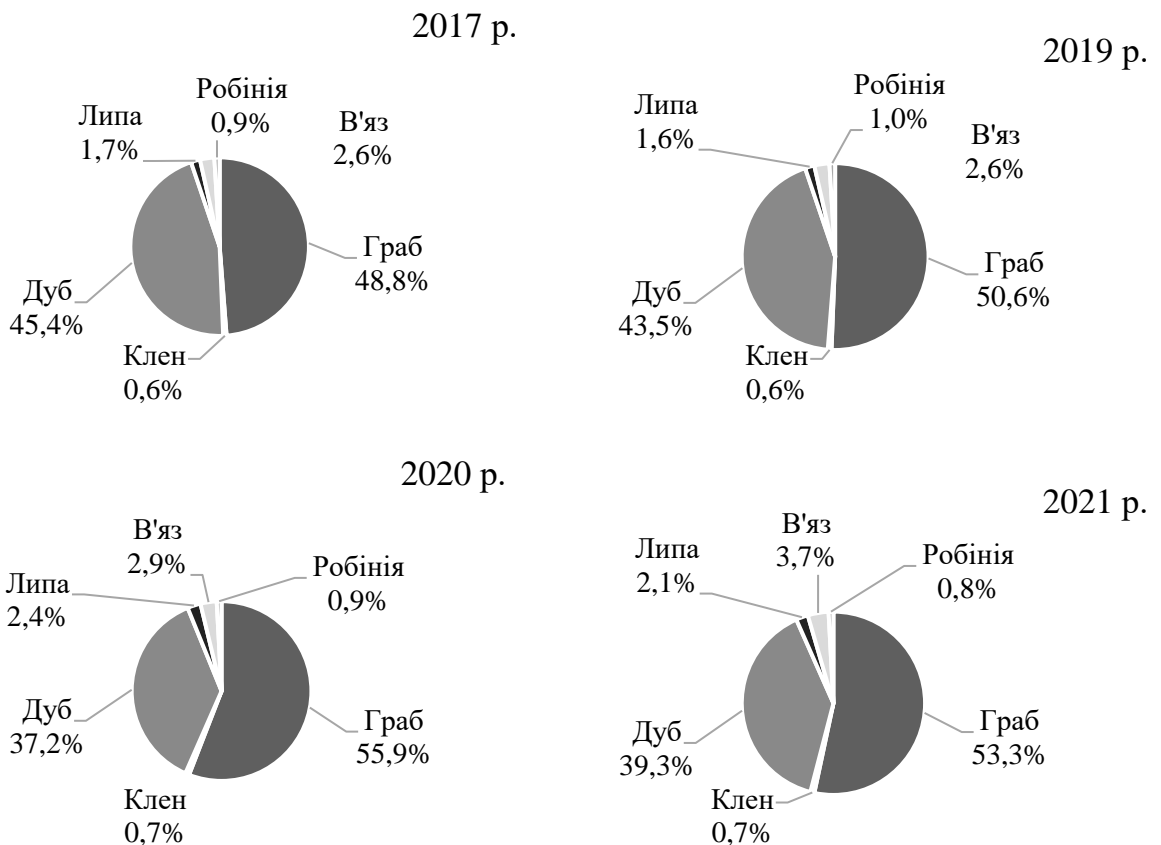 2017 р.
Робінія
0,9%
Липа
1,7%
В'яз
2,6%
Граб
48,8%
Дуб
45,4%
Клен
0,6%
2019 р.
Робінія
1,0%
Липа
1,6%
В'яз
2,6%
Граб
50,6%
Дуб
43,5%
Клен
0,6%
2020 р.
В'яз
2,9%
Робінія
0,9%
Липа
2,4%
Дуб
37,2%
Граб
55,9%
Клен
0,7%
2021 р.
В'яз
3,7%
Липа
2,1%
Робінія
0,8%
Дуб
39,3%
Граб
53,3%
Клен
0,7%